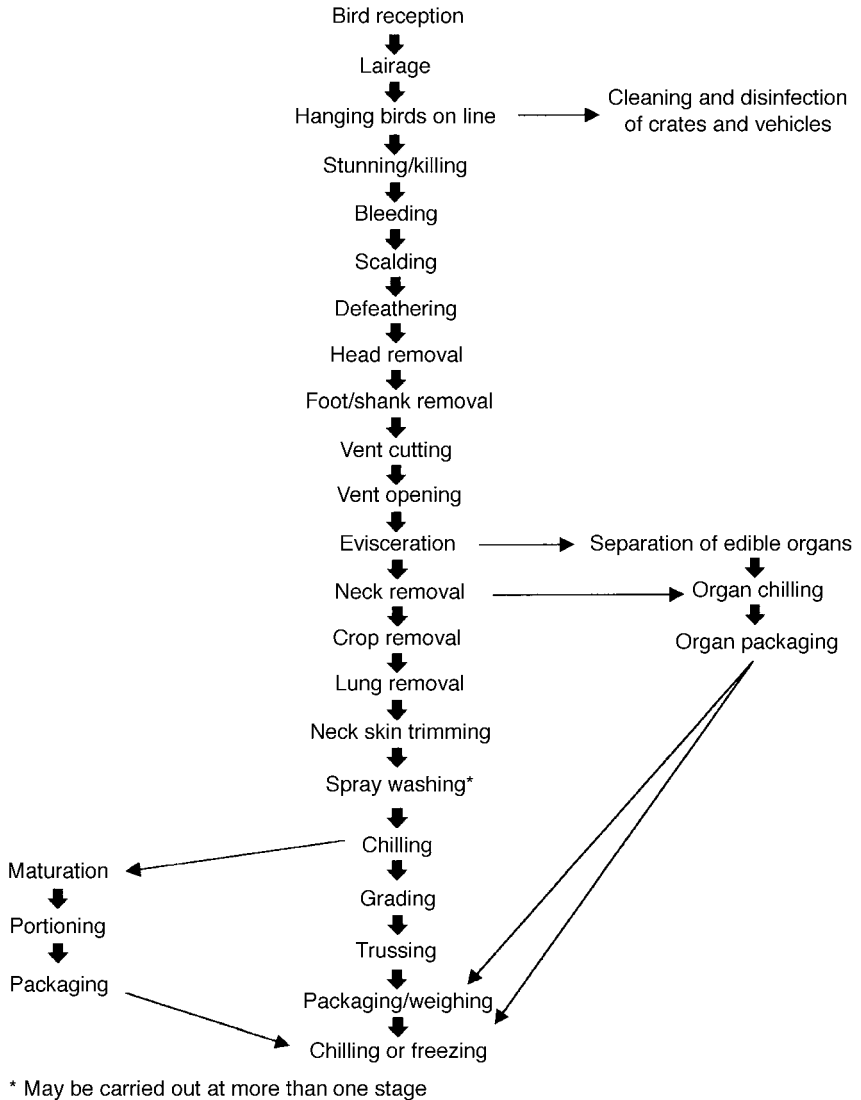 Bird reception
Lairage
Hanging birds on line
Cleaning and disinfection
of crates and vehicles
Stunning/killing
Bleeding
Scalding
Defeathering
Head removal
Foot/shank removal
Vent cutting
Vent opening
Evisceration
Separation of edible organs
Neck removal
Organ chilling
Crop removal
Organ packaging
Lung removal
Neck skin trimming
Spray washing*
Chilling
Maturation
Grading
Portioning
Trussing
Packaging
Packaging/weighing
Chilling or freezing
* May be carried out at more than one stage